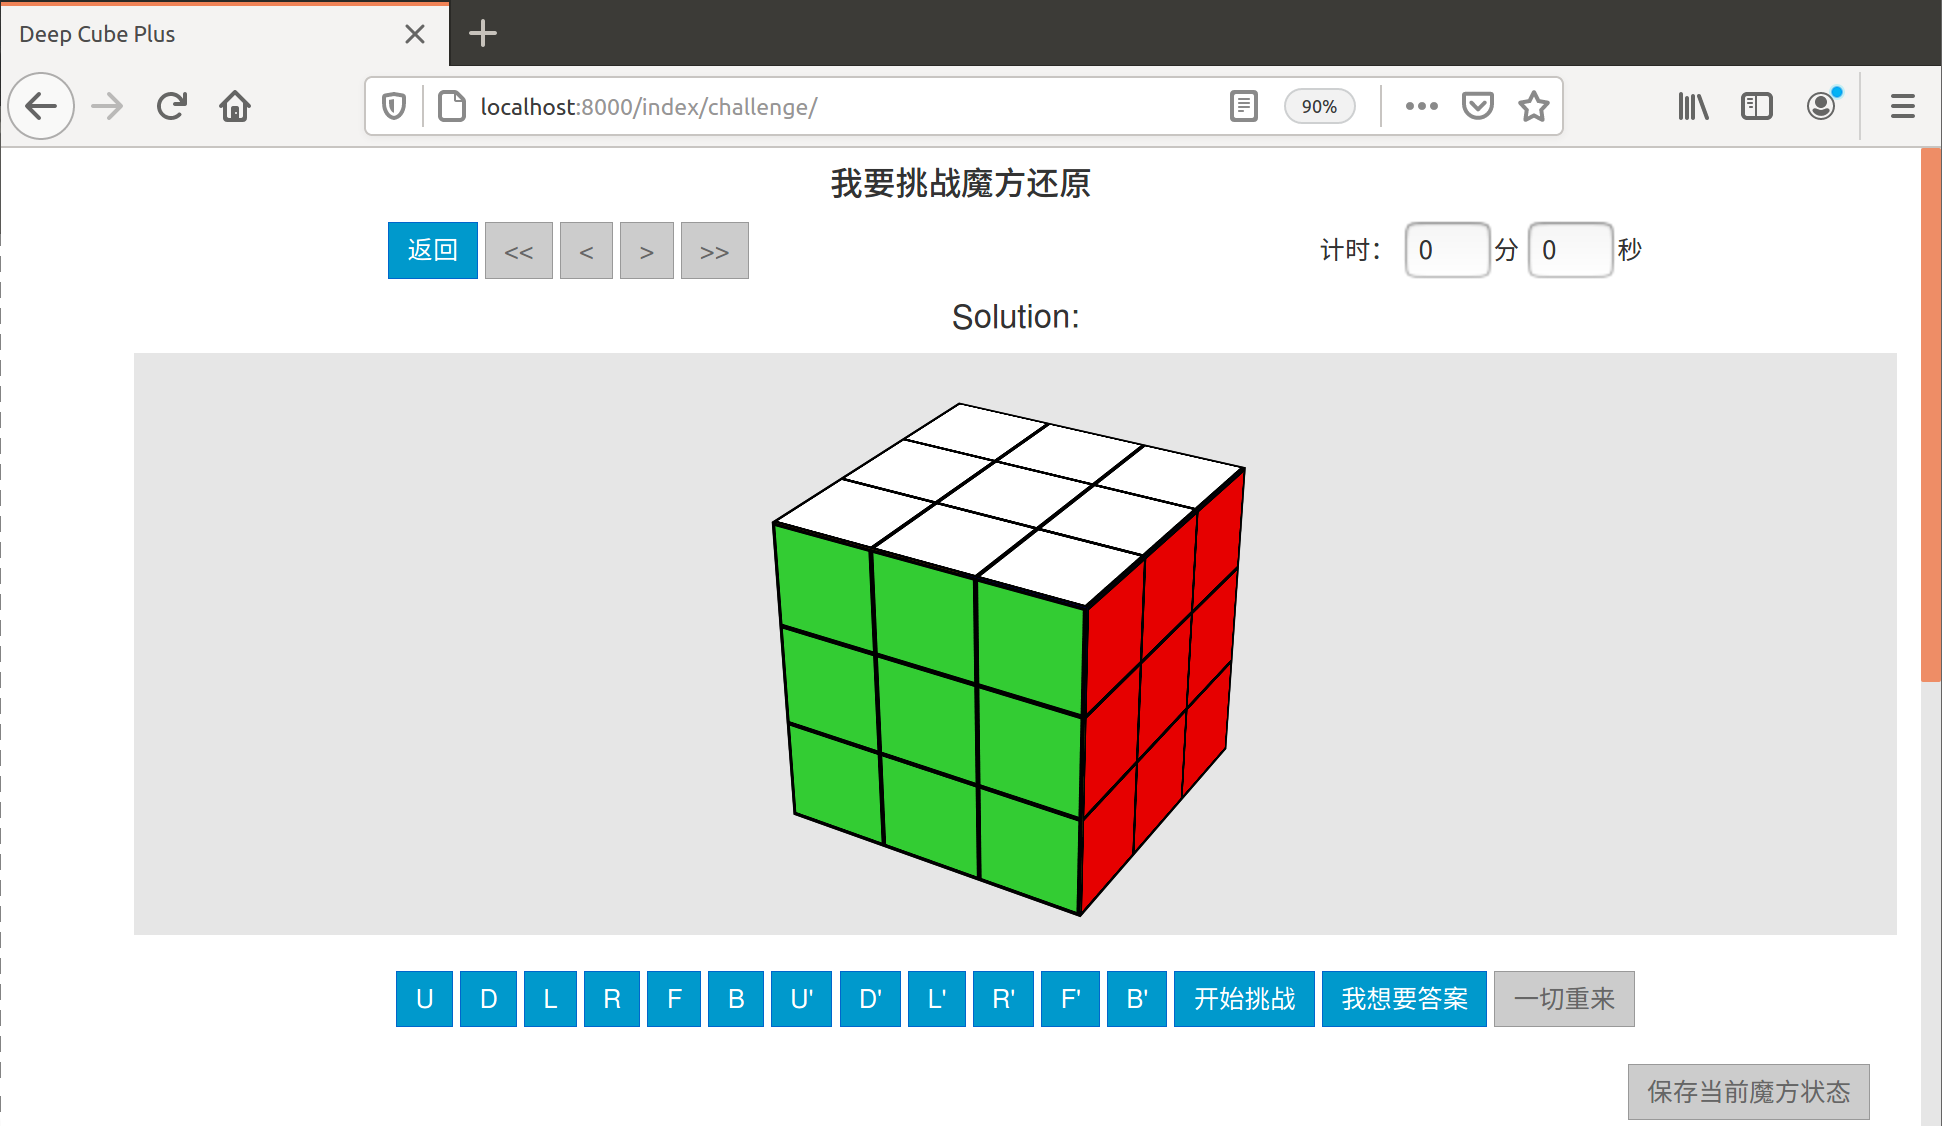 Deep Cube Plus
localhost:8000/index/challenge/
90%
我要挑战魔方还原
返回 << < > >> 计时： 0 分 0 秒
Solution:
U D L R F B U' D' L' R' F' B' 开始挑战 我想要答案 一切重来
保存当前魔方状态